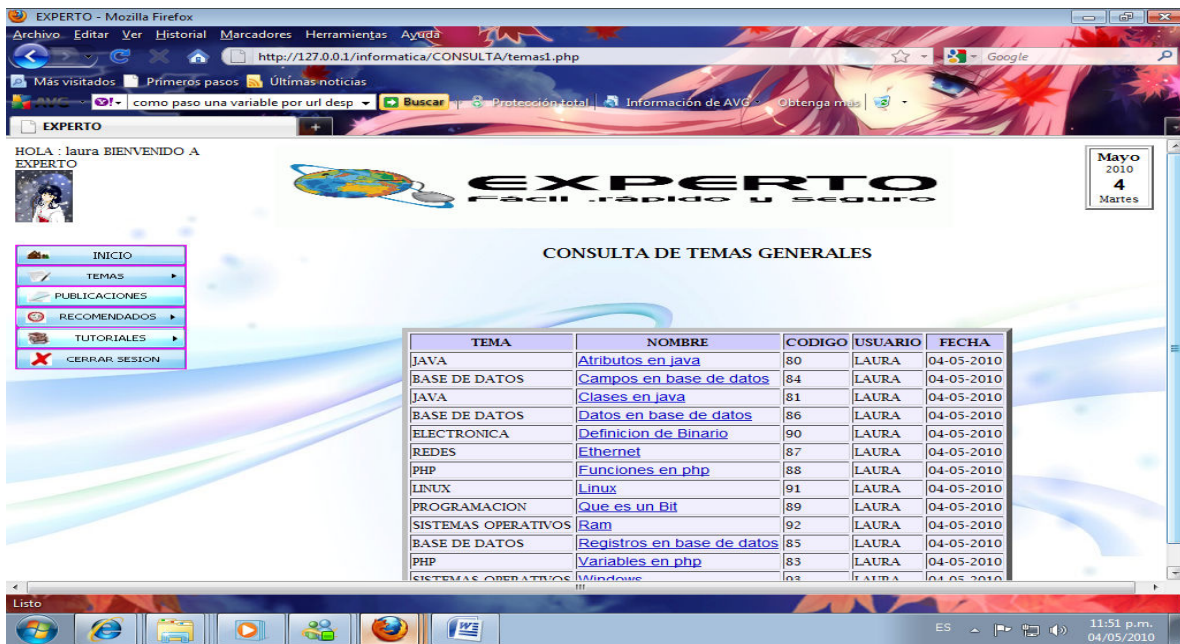 EXPERTO - Mozilla Firefox
Archivo Editar Ver Historial Marcadores Herramientas Ayuda
http://127.0.0.1/informatica/CONSULTA/temas1.php
Google
Más visitados Primeros pasos Últimas noticias
AVG como paso una variable por url desp Buscar Protección total Información de AVG Obtenga más
EXPERTO
HOLA : laura BIENVENIDO A
EXPERTO
EXPERTO
Fácil ,rápido y seguro
Mayo
2010
4
Martes
INICIO
TEMAS
PUBLICACIONES
RECOMENDADOS
TUTORIALES
CERRAR SESION
CONSULTA DE TEMAS GENERALES
TEMA NOMBRE CODIGO USUARIO FECHA
JAVA Atributos en java 80 LAURA 04-05-2010
BASE DE DATOS Campos en base de datos 84 LAURA 04-05-2010
JAVA Clases en java 81 LAURA 04-05-2010
BASE DE DATOS Datos en base de datos 86 LAURA 04-05-2010
ELECTRONICA Definicion de Binario 90 LAURA 04-05-2010
REDES Ethernet 87 LAURA 04-05-2010
PHP Funciones en php 88 LAURA 04-05-2010
LINUX Linux 91 LAURA 04-05-2010
PROGRAMACION Que es un Bit 89 LAURA 04-05-2010
SISTEMAS OPERATIVOS Ram 92 LAURA 04-05-2010
BASE DE DATOS Registros en base de datos 85 LAURA 04-05-2010
PHP Variables en php 83 LAURA 04-05-2010
SISTEMAS OPERATIVOS Windows 93 LAURA 04-05-2010
Listo
ES 11:51 p.m.
04/05/2010